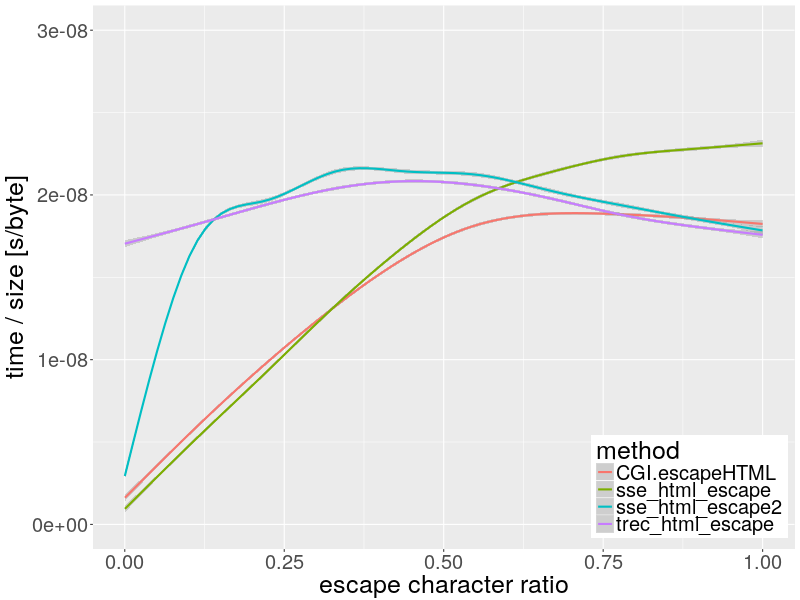 3e-08
2e-08
1e-08
0e+00
time / size [s/byte]
method
CGI.escapeHTML
sse_html_escape
sse_html_escape2
trec_html_escape
0.00 0.25 0.50 0.75 1.00
escape character ratio